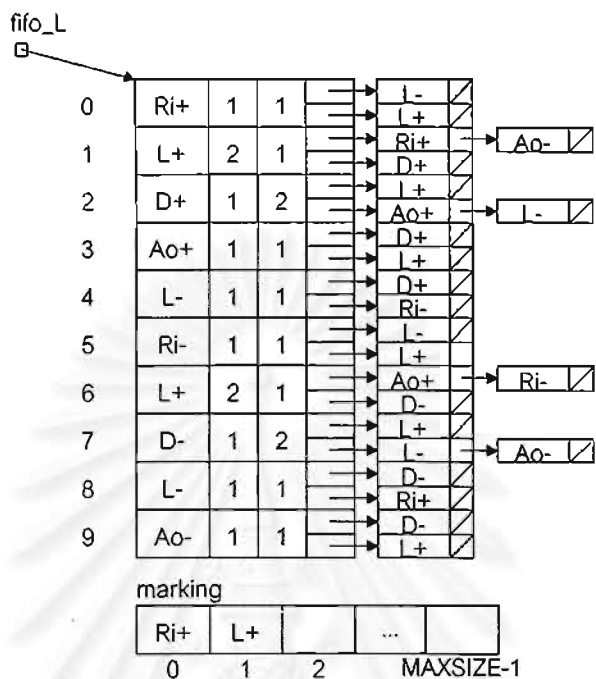 fifo_L
0 Ri+ 1 1 L-
L+
1 L+ 2 1 Ri+ Ao-
D+
2 D+ 1 2 L+
Ao+ L-
3 Ao+ 1 1 D+
L+
4 L- 1 1 D+
Ri-
5 Ri- 1 1 L-
L+
6 L+ 2 1 Ao+ Ri-
D-
7 D- 1 2 L+
L- Ao-
8 L- 1 1 D-
Ri+
9 Ao- 1 1 D-
L+
marking
Ri+ L+ ...
0 1 2 MAXSIZE-1